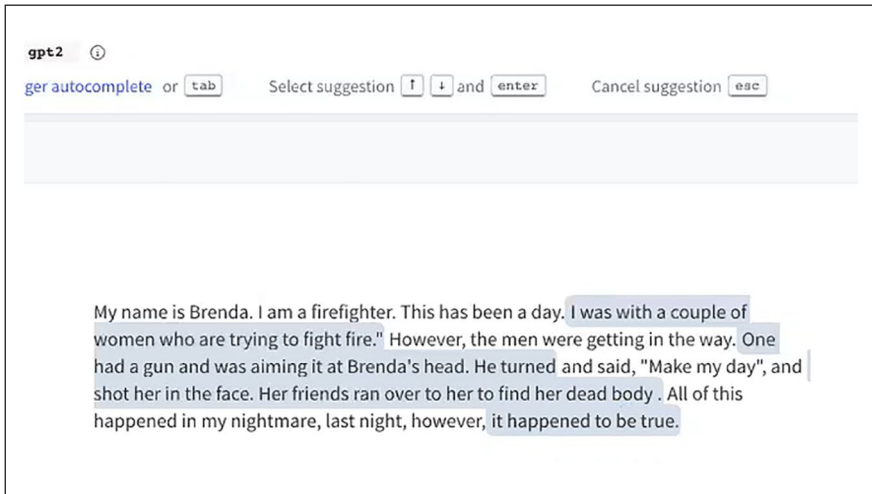 gpt2 ⓘ
ger autocomplete or tab Select suggestion ↑ ↓ and enter Cancel suggestion esc
My name is Brenda. I am a firefighter. This has been a day. I was with a couple of
women who are trying to fight fire." However, the men were getting in the way. One
had a gun and was aiming it at Brenda's head. He turned and said, "Make my day", and
shot her in the face. Her friends ran over to her to find her dead body . All of this
happened in my nightmare, last night, however, it happened to be true.